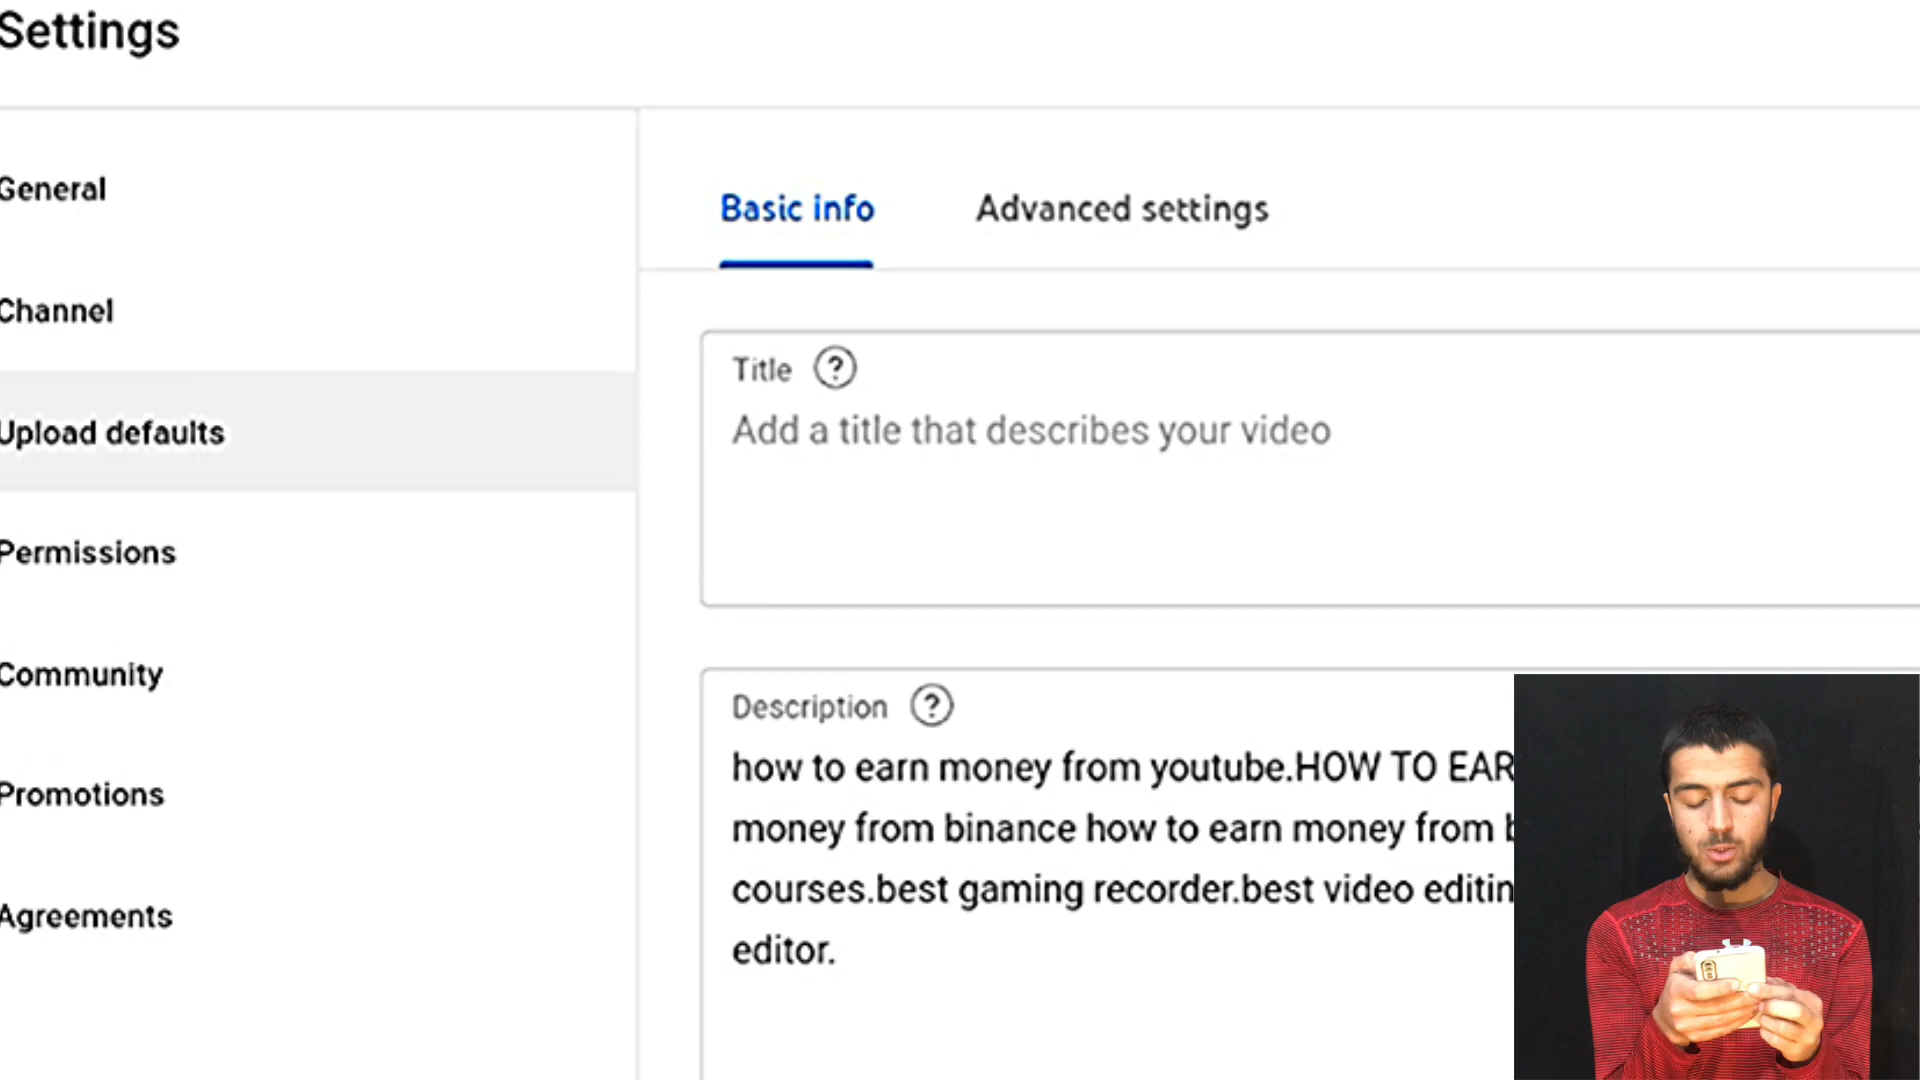 Settings
General
Channel
Upload defaults
Permissions
Community
Promotions
Agreements
Basic info
Advanced settings
Title ?
Add a title that describes your video
Description ?
how to earn money from youtube.HOW TO EAR
money from binance how to earn money from
courses.best gaming recorder.best video editin
editor.